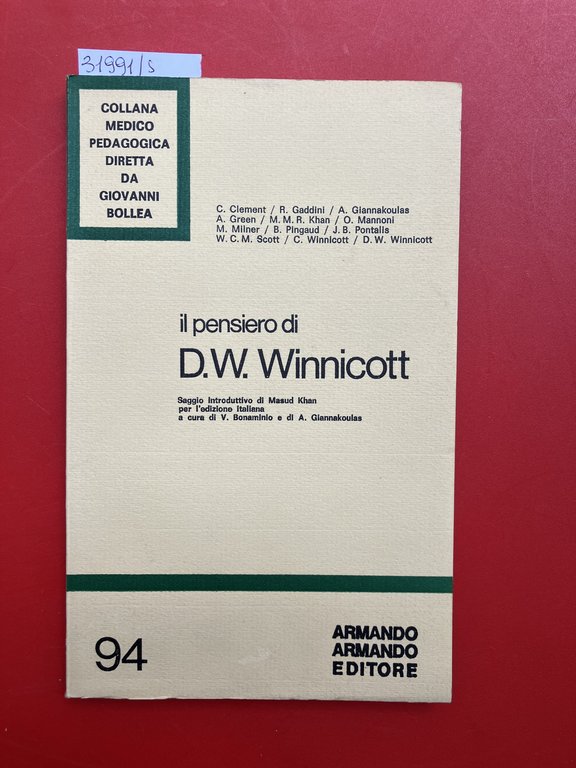 31991/s
COLLANA
MEDICO
PEDAGOGICA
DIRETTA
DA
GIOVANNI
BOLLEA
C. Clement / R. Gaddini / A. Giannakoulas
A. Green / M. M. R. Khan / O. Mannoni
M. Milner / B. Pingaud / J. B. Pontalis
W. C. M. Scott / C. Winnicott / D. W. Winnicott
il pensiero di
D.W. Winnicott
Saggio introduttivo di Masud Khan
per l'edizione italiana
a cura di V. Bonaminio e di A. Giannakoulas
94
ARMANDO
ARMANDO
EDITORE